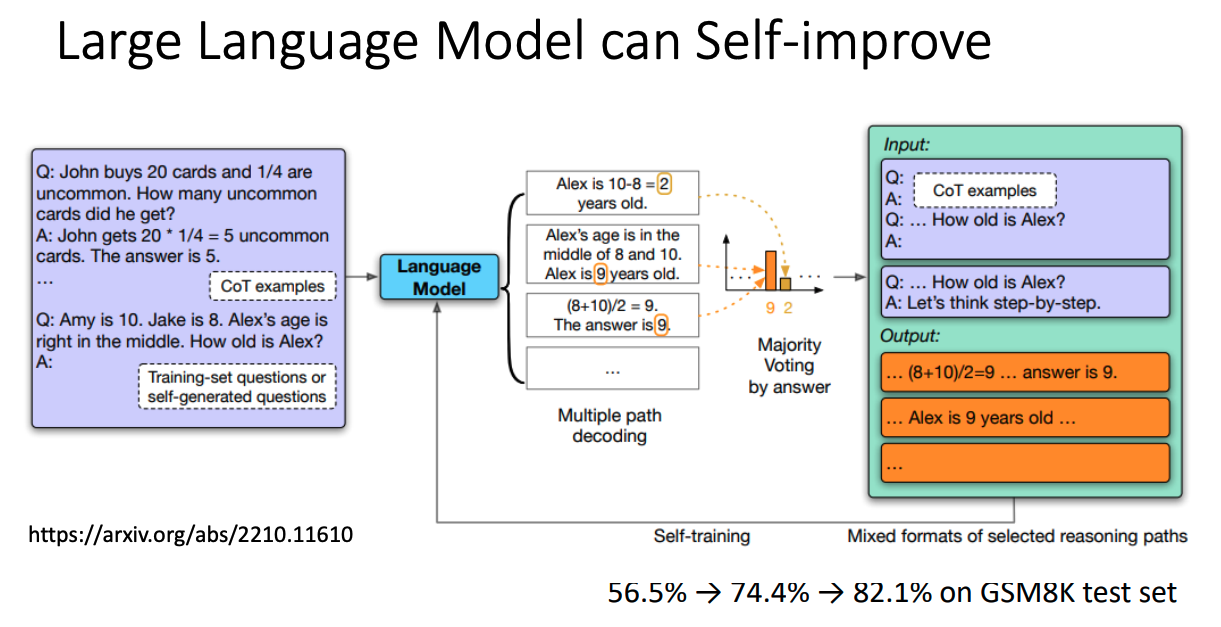 Large Language Model can Self-improve
Q: John buys 20 cards and 1/4 are
uncommon. How many uncommon
cards did he get?
A: John gets 20 * 1/4 = 5 uncommon
cards. The answer is 5.
...
CoT examples
Q: Amy is 10. Jake is 8. Alex's age is
right in the middle. How old is Alex?
A:
Training-set questions or
self-generated questions
Language
Model
Alex is 10-8 = 2
years old.
Alex's age is in the
middle of 8 and 10.
Alex is 9 years old.
(8+10)/2 = 9.
The answer is 9.
...
Multiple path
decoding
... ...
9 2
Majority
Voting
by answer
Input:
Q:
A:
CoT examples
Q: ... How old is Alex?
A:
Q: ... How old is Alex?
A: Let's think step-by-step.
Output:
... (8+10)/2=9 ... answer is 9.
... Alex is 9 years old ...
...
https://arxiv.org/abs/2210.11610
Self-training
Mixed formats of selected reasoning paths
56.5% → 74.4% → 82.1% on GSM8K test set